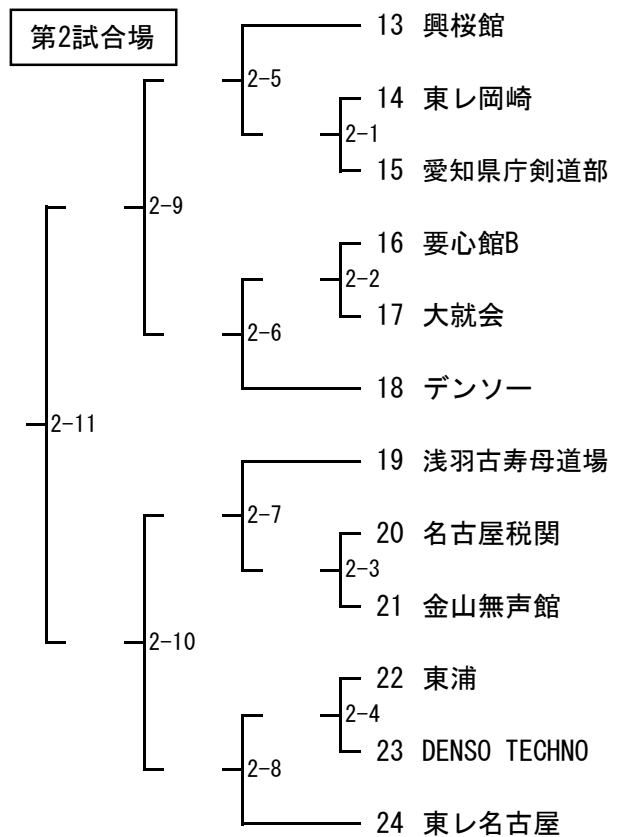 第2試合場
13 興桜館
2-5
14 東レ岡崎
2-1
15 愛知県庁剣道部
2-9
16 要心館B
2-2
17 大就会
2-6
18 デンソー
2-11
19 浅羽古寿母道場
2-7
20 名古屋税関
2-3
21 金山無声館
2-10
22 東浦
2-4
23 DENSO TECHNO
2-8
24 東レ名古屋